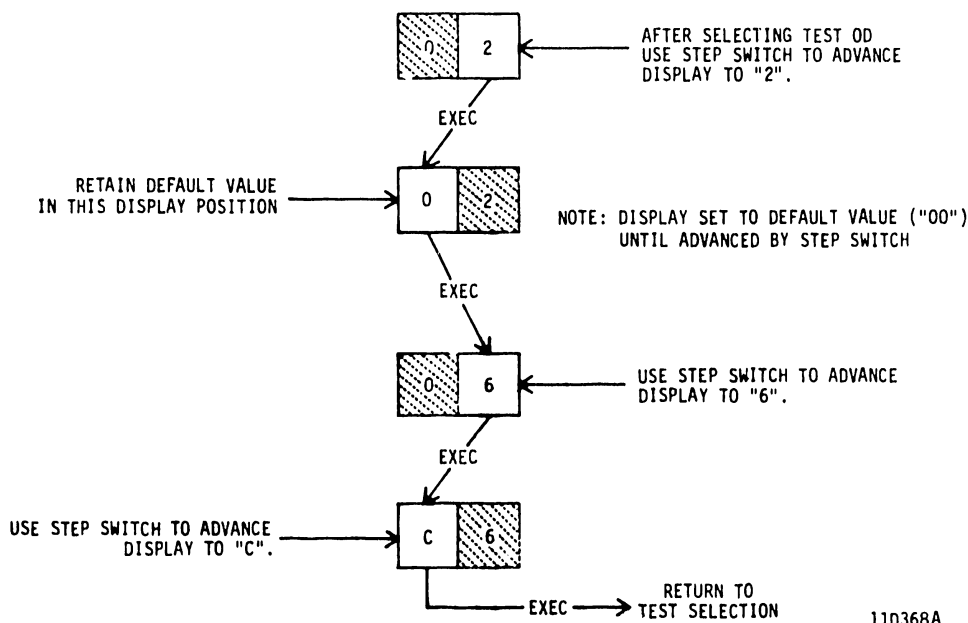 0 2
AFTER SELECTING TEST OD
USE STEP SWITCH TO ADVANCE
DISPLAY TO "2".
EXEC
RETAIN DEFAULT VALUE
IN THIS DISPLAY POSITION
0 2
NOTE: DISPLAY SET TO DEFAULT VALUE ("00")
UNTIL ADVANCED BY STEP SWITCH
EXEC
0 6
USE STEP SWITCH TO ADVANCE
DISPLAY TO "6".
EXEC
USE STEP SWITCH TO ADVANCE
DISPLAY TO "C".
C 6
EXEC
RETURN TO
TEST SELECTION
11D368A